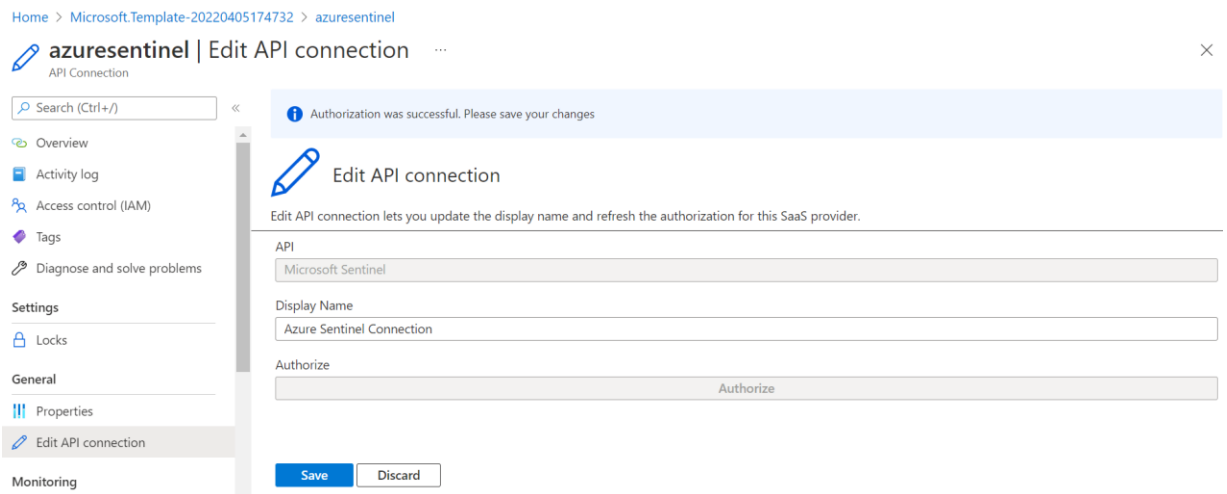 Home > Microsoft.Template-20220405174732 > azuresentinel
azuresentinel | Edit API connection ...
API Connection
Search (Ctrl+/)
«
Overview
Activity log
Access control (IAM)
Tags
Diagnose and solve problems
Settings
Locks
General
Properties
Edit API connection
Monitoring
Authorization was successful. Please save your changes
Edit API connection
Edit API connection lets you update the display name and refresh the authorization for this SaaS provider.
API
Microsoft Sentinel
Display Name
Azure Sentinel Connection
Authorize
Authorize
Save Discard